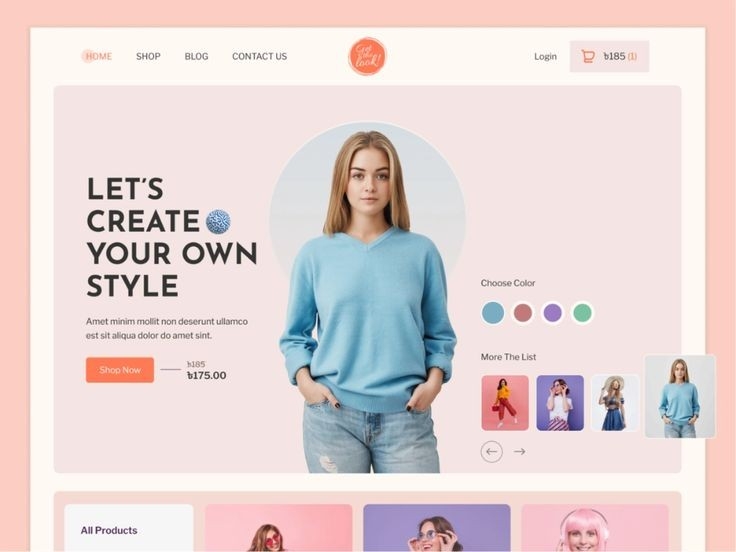 HOME
SHOP
BLOG
CONTACT US
Get the look!
Login
৳185 (1)
LET'S
CREATE
YOUR OWN
STYLE
Amet minim mollit non deserunt ullamco
est sit aliqua dolor do amet sint.
Shop Now
৳185
৳175.00
Choose Color
More The List
All Products